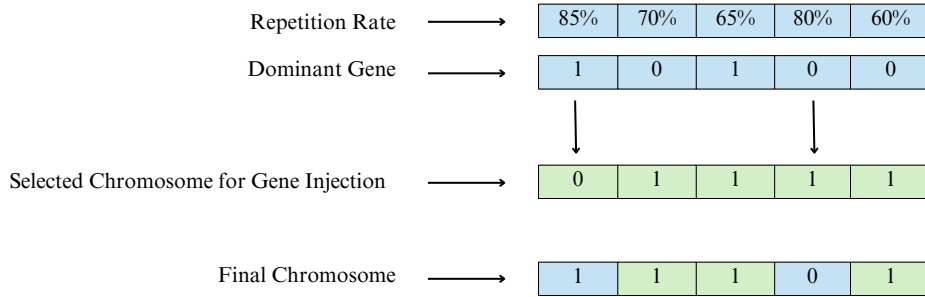 Repetition Rate 85% 70% 65% 80% 60%
Dominant Gene 1 0 1 0 0
Selected Chromosome for Gene Injection 0 1 1 1 1
Final Chromosome 1 1 1 0 1